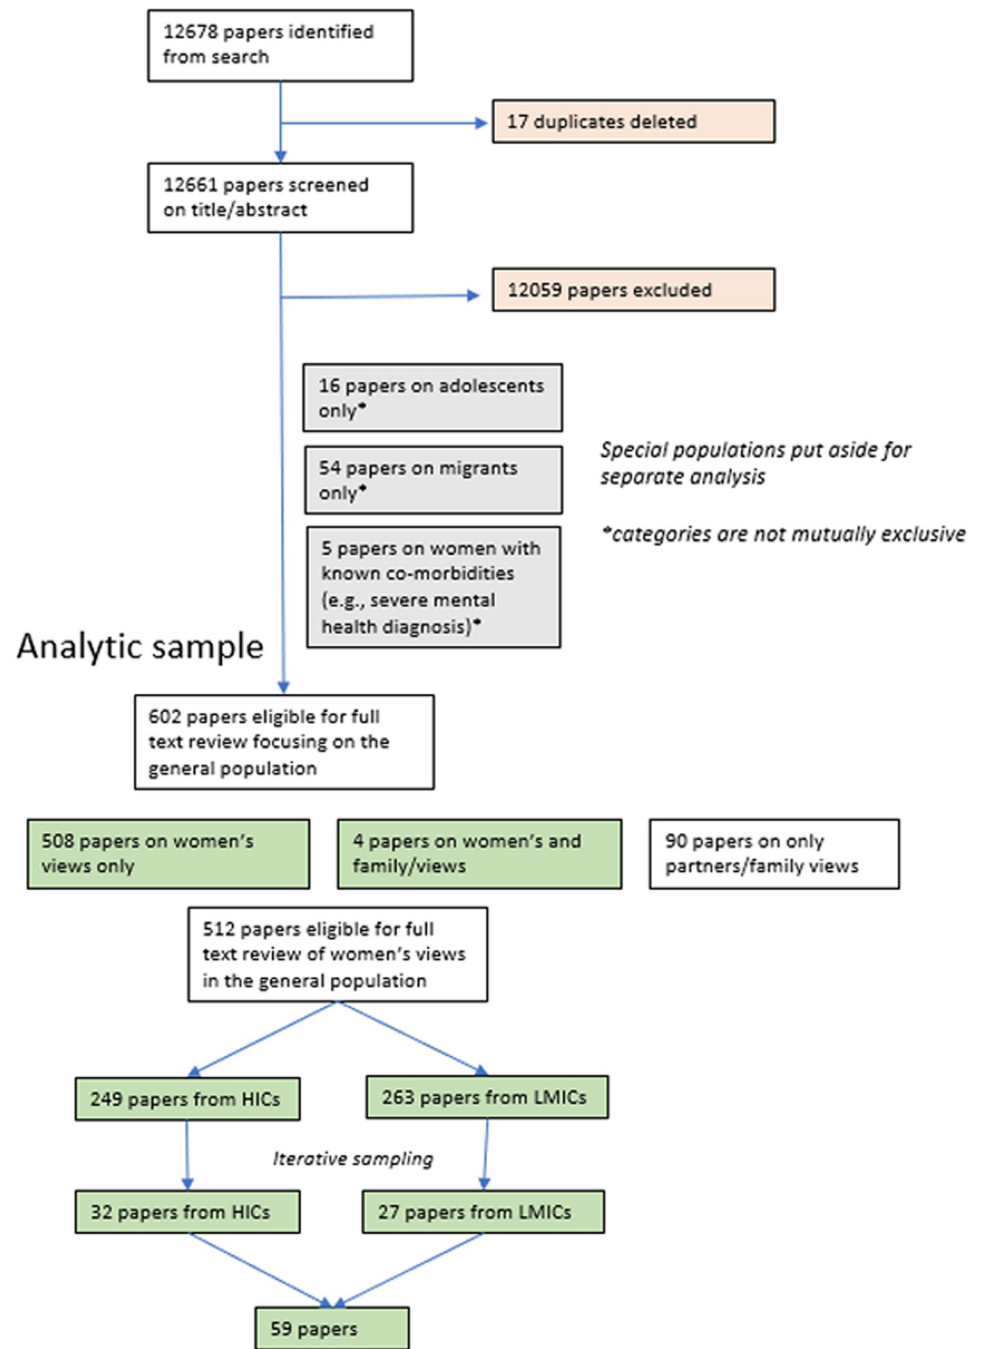 12678 papers identified
from search
17 duplicates deleted
12661 papers screened
on title/abstract
12059 papers excluded
16 papers on adolescents
only*
54 papers on migrants
only*
Special populations put aside for
separate analysis
*categories are not mutually exclusive
5 papers on women with
known co-morbidities
(e.g., severe mental
health diagnosis)*
Analytic sample
602 papers eligible for full
text review focusing on the
general population
508 papers on women's
views only
4 papers on women's and
family/views
90 papers on only
partners/family views
512 papers eligible for full
text review of women's views
in the general population
249 papers from HICs
263 papers from LMICs
Iterative sampling
32 papers from HICs
27 papers from LMICs
59 papers